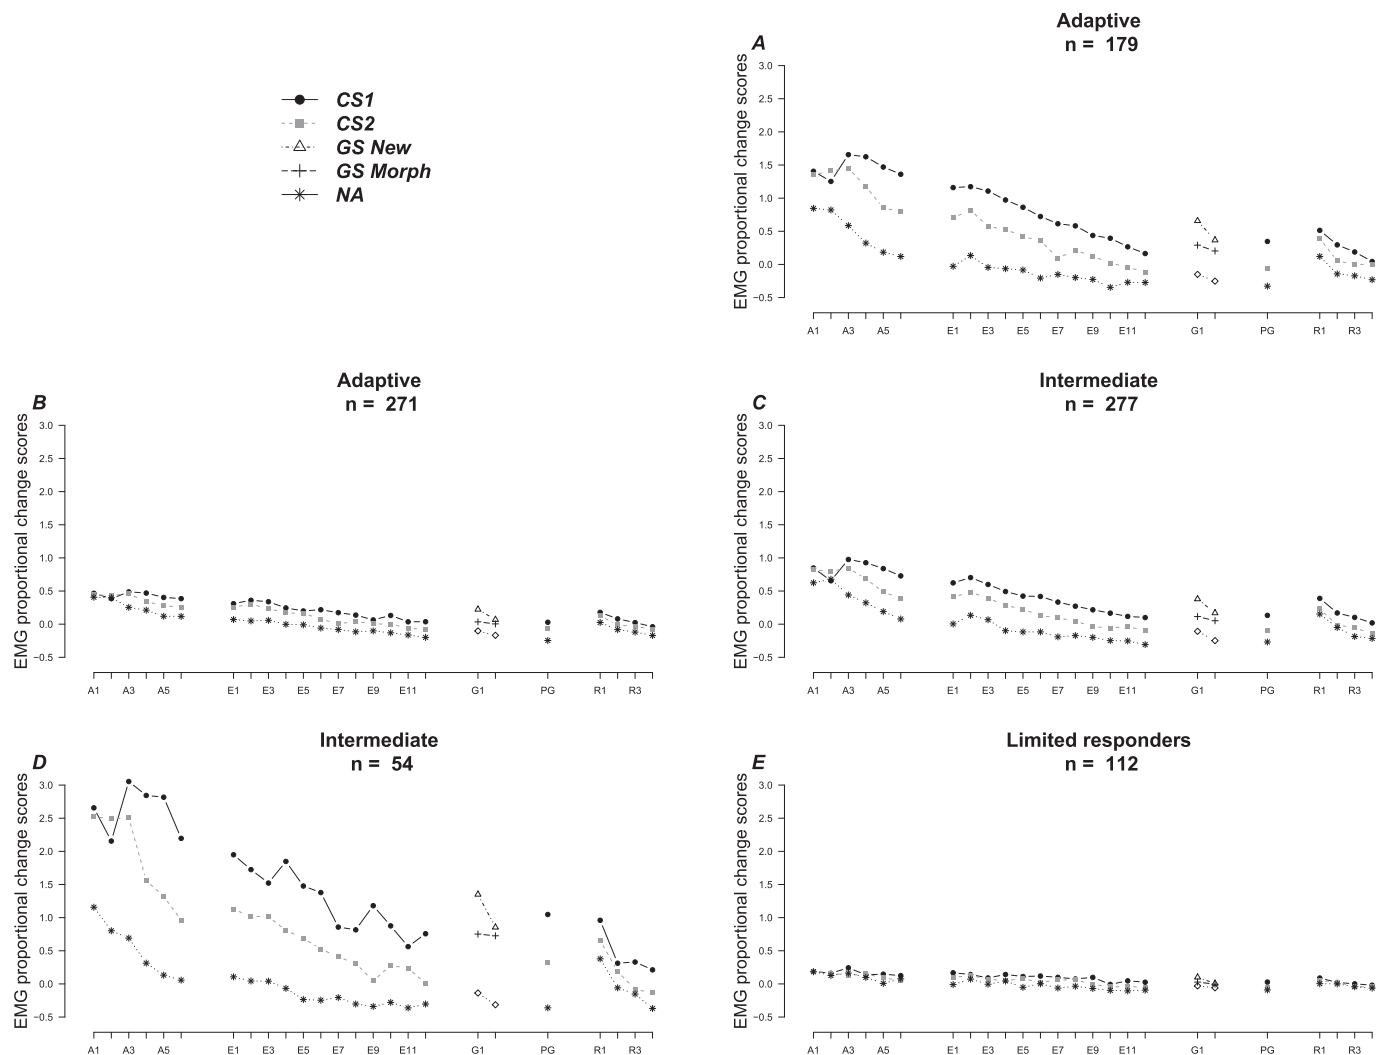 CS1
CS2
GS New
GS Morph
NA
Adaptive
A
n = 179
EMG proportional change scores
3.0
2.5
2.0
1.5
1.0
0.5
0.0
−0.5
A1 A3 A5 E1 E3 E5 E7 E9 E11 G1 PG R1 R3
Adaptive
B
n = 271
EMG proportional change scores
3.0
2.5
2.0
1.5
1.0
0.5
0.0
−0.5
A1 A3 A5 E1 E3 E5 E7 E9 E11 G1 PG R1 R3
Intermediate
C
n = 277
EMG proportional change scores
3.0
2.5
2.0
1.5
1.0
0.5
0.0
−0.5
A1 A3 A5 E1 E3 E5 E7 E9 E11 G1 PG R1 R3
Intermediate
D
n = 54
EMG proportional change scores
3.0
2.5
2.0
1.5
1.0
0.5
0.0
−0.5
A1 A3 A5 E1 E3 E5 E7 E9 E11 G1 PG R1 R3
Limited responders
E
n = 112
EMG proportional change scores
3.0
2.5
2.0
1.5
1.0
0.5
0.0
−0.5
A1 A3 A5 E1 E3 E5 E7 E9 E11 G1 PG R1 R3